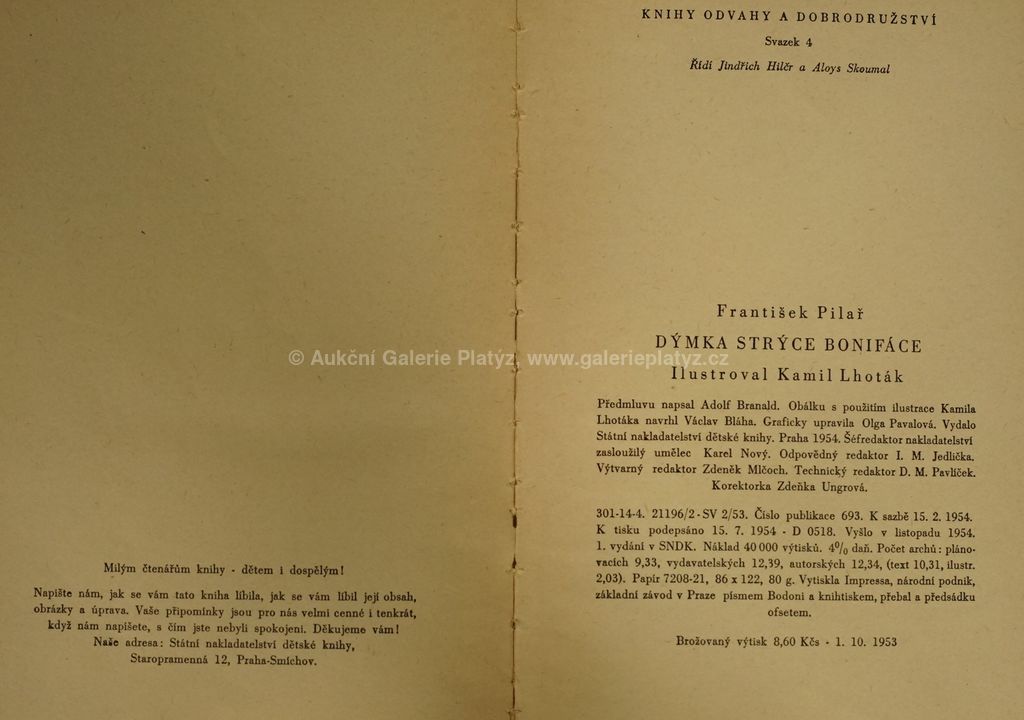 Milým čtenářům knihy - dětem i dospělým!
Napište nám, jak se vám tato kniha líbila, jak se vám líbil její obsah,
obrázky a úprava. Vaše připomínky jsou pro nás velmi cenné i tenkrát,
když nám napíšete, s čím jste nebyli spokojeni. Děkujeme vám!
Naše adresa: Státní nakladatelství dětské knihy,
Staropramenná 12, Praha-Smíchov.
KNIHY ODVAHY A DOBRODRUŽSTVÍ
Svazek 4
Řídí Jindřich Hilčr a Aloys Skoumal
František Pilař
DÝMKA STRÝCE BONIFÁCE
© Aukční Galerie Platýz, www.galerieplatyz.cz
Ilustroval Kamil Lhoták
Předmluvu napsal Adolf Branald. Obálku s použitím ilustrace Kamila
Lhotáka navrhl Václav Bláha. Graficky upravila Olga Pavalová. Vydalo
Státní nakladatelství dětské knihy. Praha 1954. Šéfredaktor nakladatelství
zasloužilý umělec Karel Nový. Odpovědný redaktor I. M. Jedlička.
Výtvarný redaktor Zdeněk Mlčoch. Technický redaktor D. M. Pavlíček.
Korektorka Zdeňka Ungrová.
301-14-4. 21196/2-SV 2/53. Číslo publikace 693. K sazbě 15. 2. 1954.
K tisku podepsáno 15. 7. 1954 - D 0518. Vyšlo v listopadu 1954.
1. vydání v SNDK. Náklad 40 000 výtisků. 4% daň. Počet archů: pláno-
vacích 9,33, vydavatelských 12,39, autorských 12,34, (text 10,31, ilustr.
2,03). Papír 7208-21, 86 x 122, 80 g. Vytiskla Impressa, národní podnik,
základní závod v Praze písmem Bodoni a knihtiskem, přebal a předsádku
ofsetem.
Brožovaný výtisk 8,60 Kčs - 1. 10. 1953